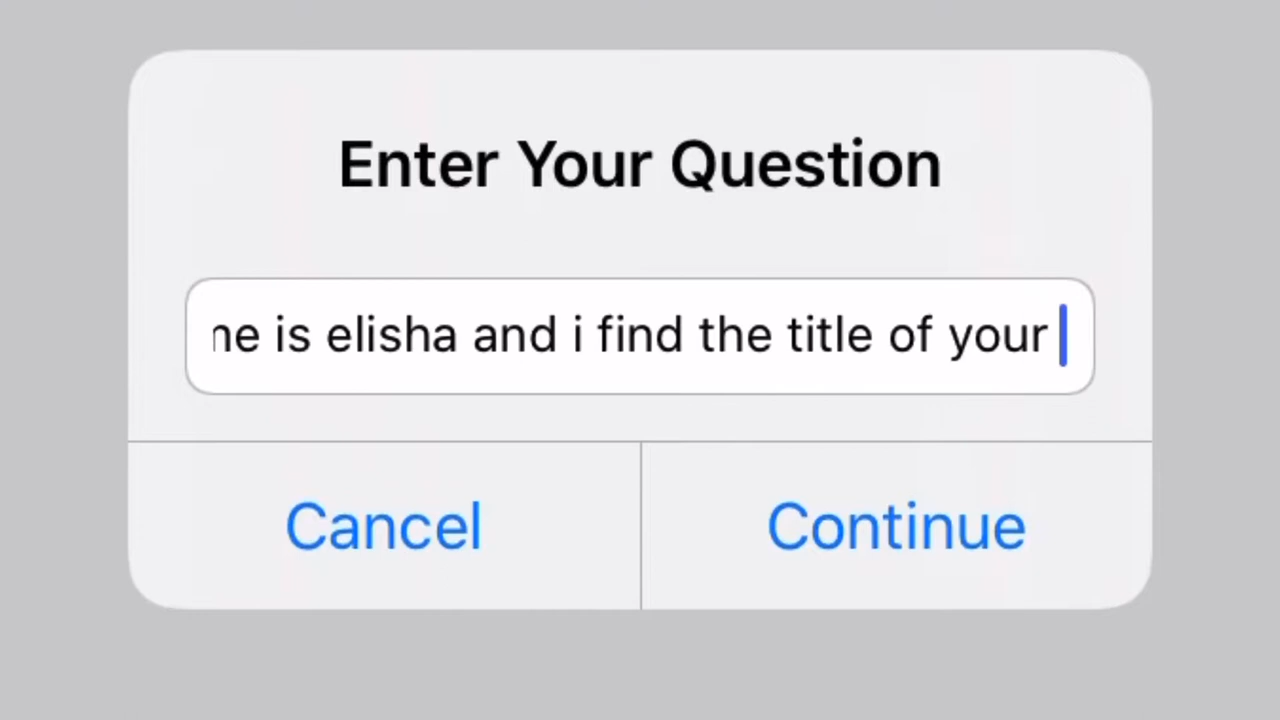 Enter Your Question
is elisha and i find the title of your
Cancel
Continue